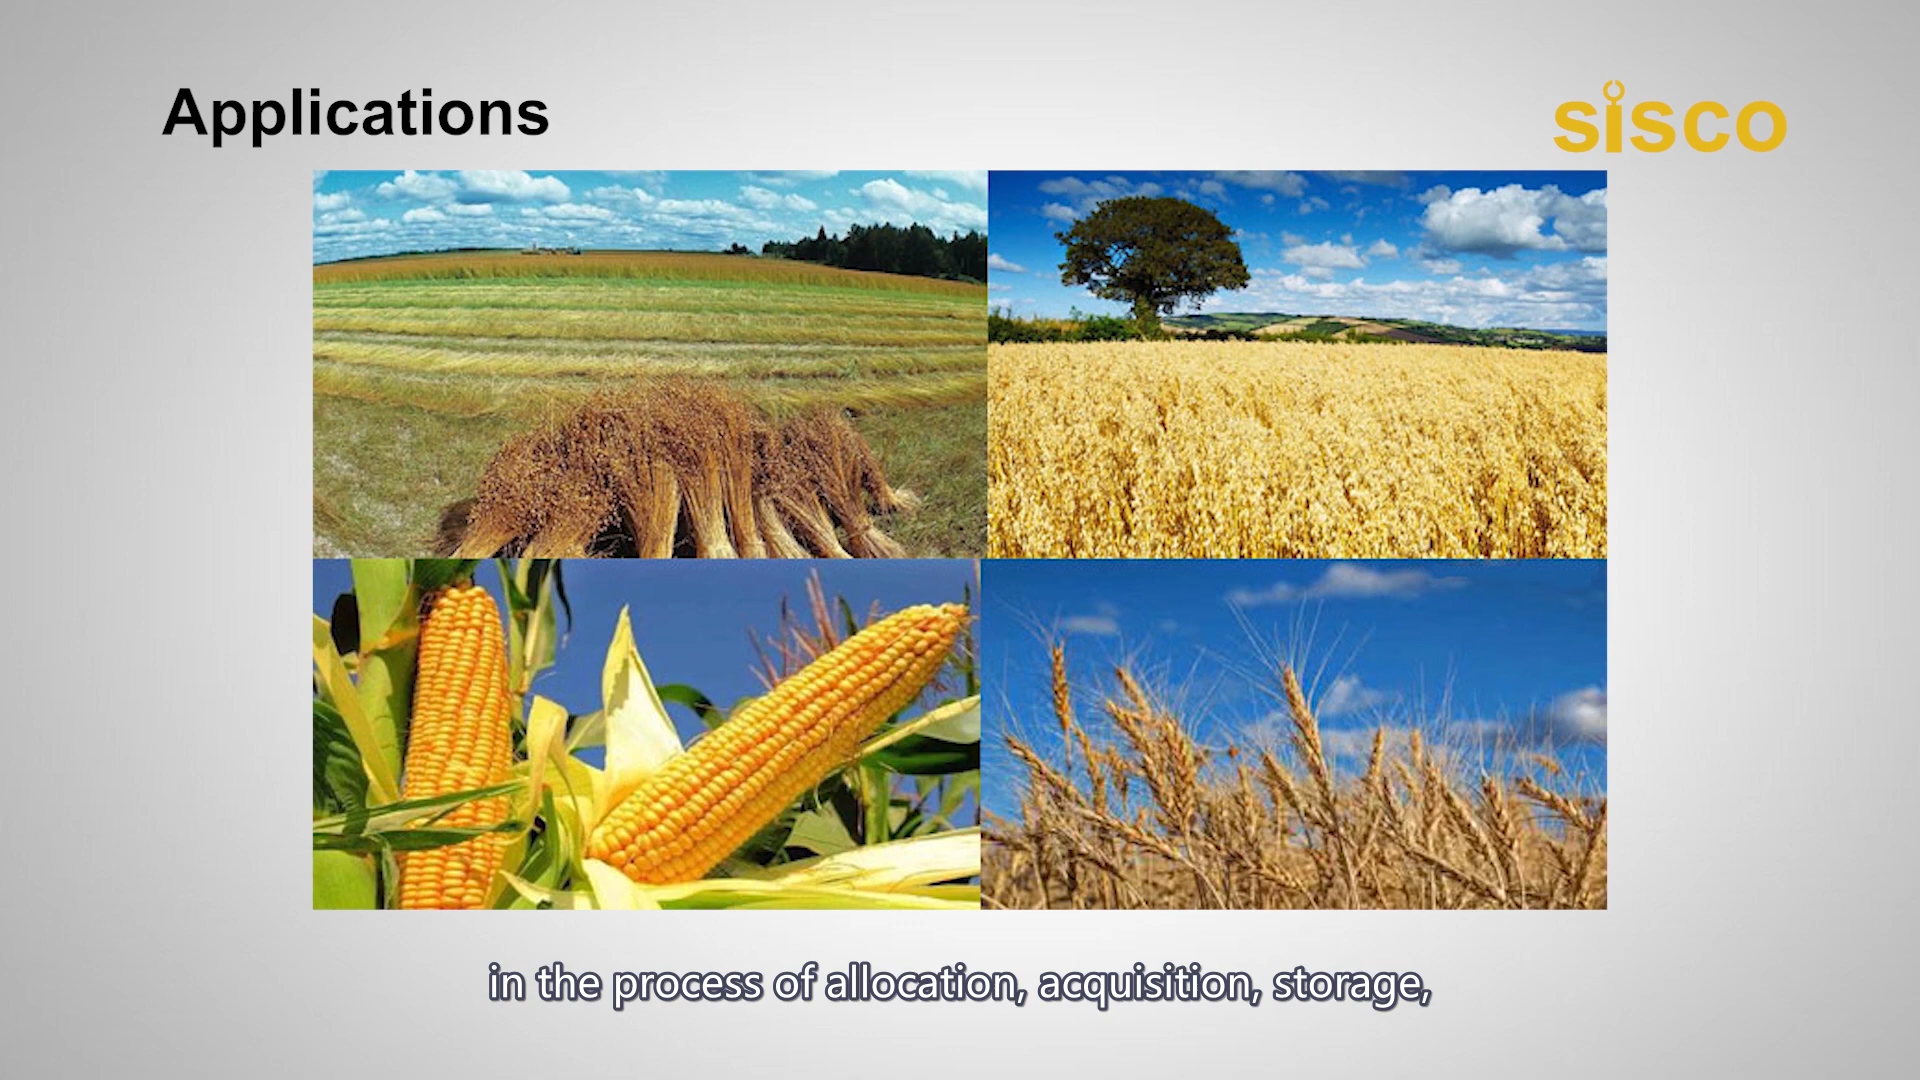 Applications
sisco
in the process of allocation, acquisition, storage,